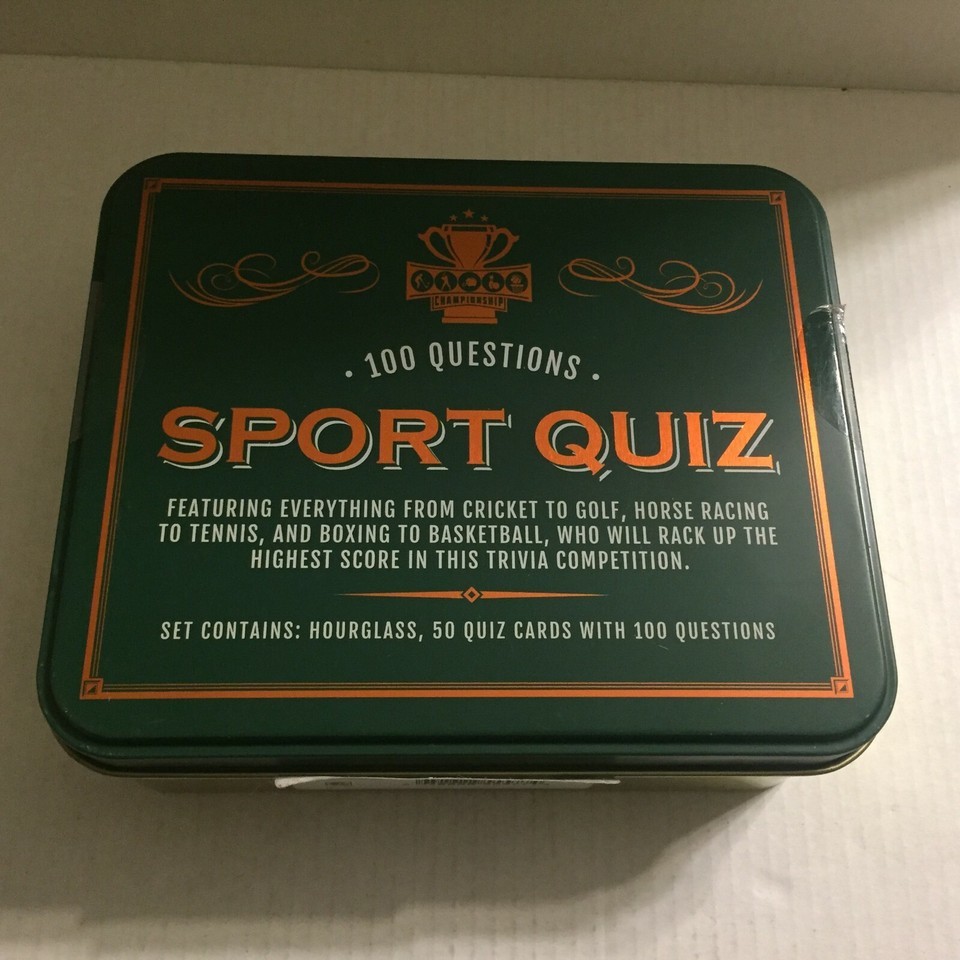 CHAMPIONSHIP
· 100 QUESTIONS ·
SPORT QUIZ
FEATURING EVERYTHING FROM CRICKET TO GOLF, HORSE RACING
TO TENNIS, AND BOXING TO BASKETBALL, WHO WILL RACK UP THE
HIGHEST SCORE IN THIS TRIVIA COMPETITION.
SET CONTAINS: HOURGLASS, 50 QUIZ CARDS WITH 100 QUESTIONS